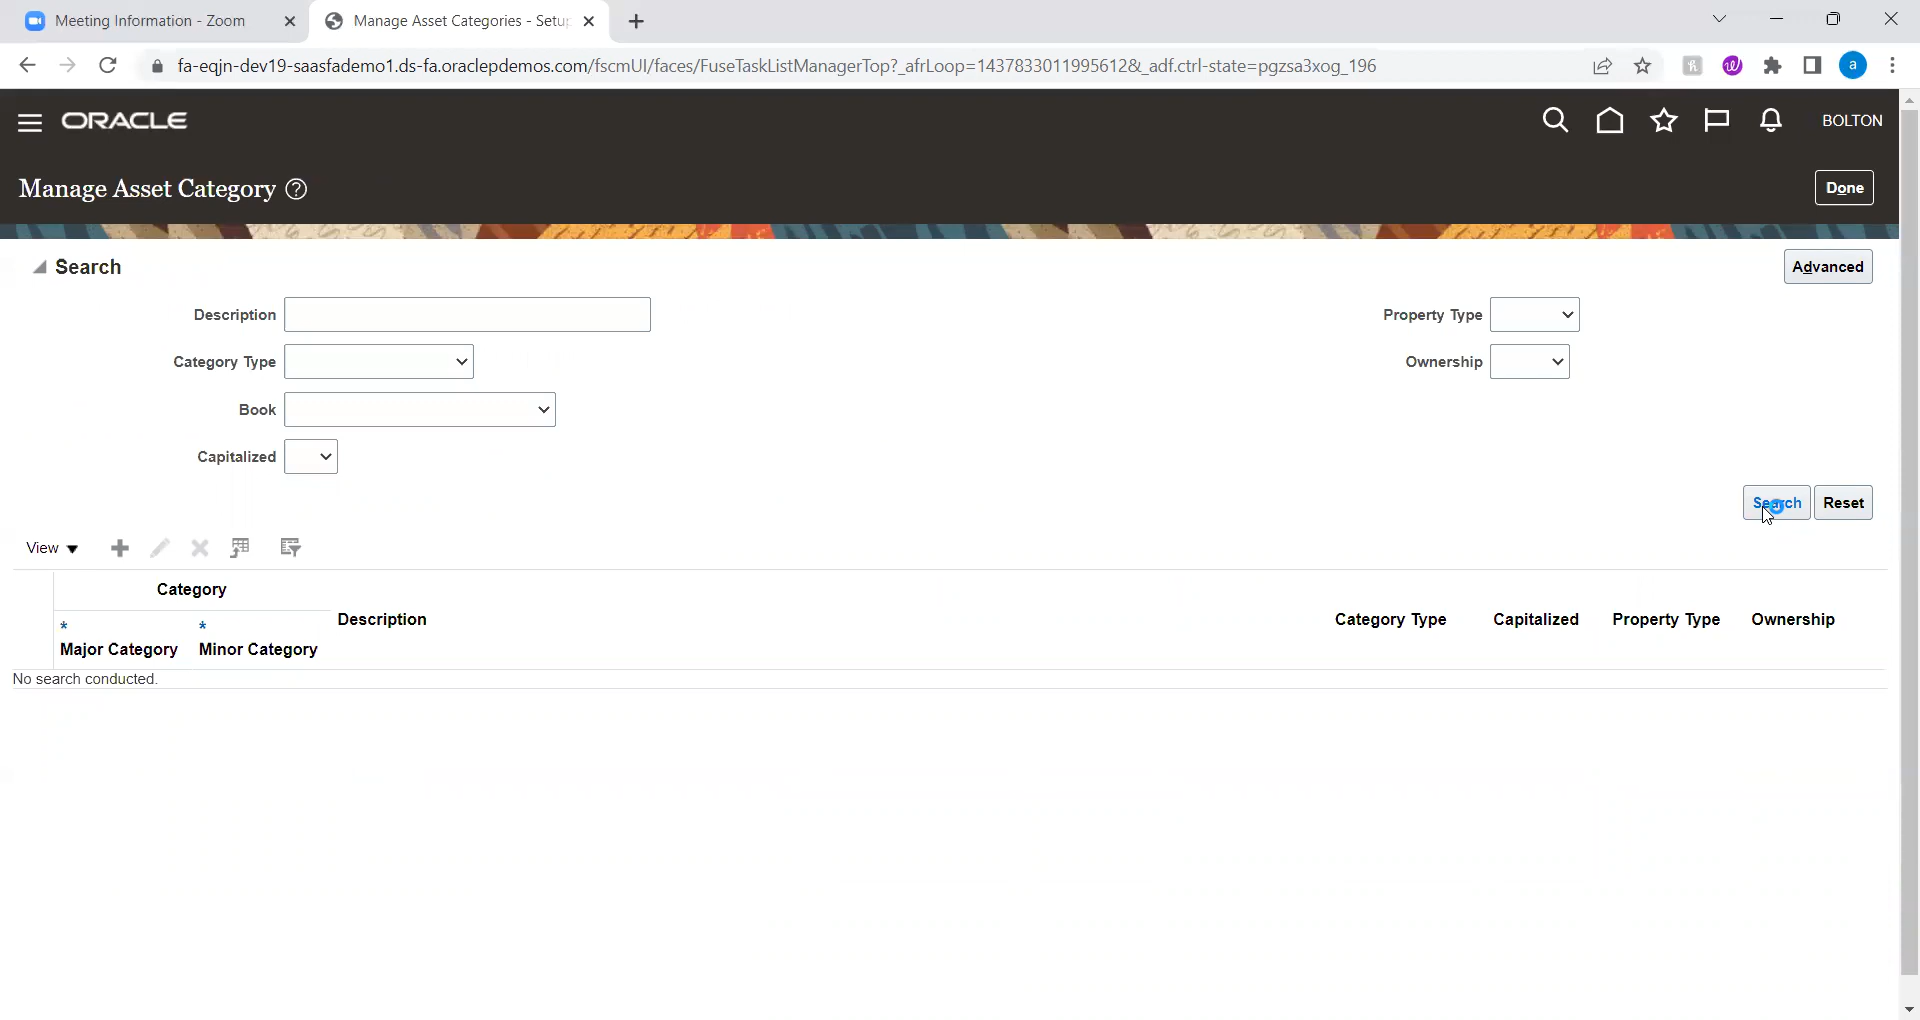 Meeting Information - Zoom
Manage Asset Categories - Setup
fa-eqjn-dev19-saasfademo1.ds-fa.oraclepdemos.com/fscmUI/faces/FuseTaskListManagerTop?_afrLoop=14378330119956128&_adf.ctrl-state=pgzsa3xog_196
a
ORACLE
BOLTON
Manage Asset Category ?
Done
Search
Advanced
Description
Property Type
Category Type
Ownership
Book
Capitalized
Search Reset
View
Category
Description Category Type Capitalized Property Type Ownership
* *
Major Category Minor Category
No search conducted.